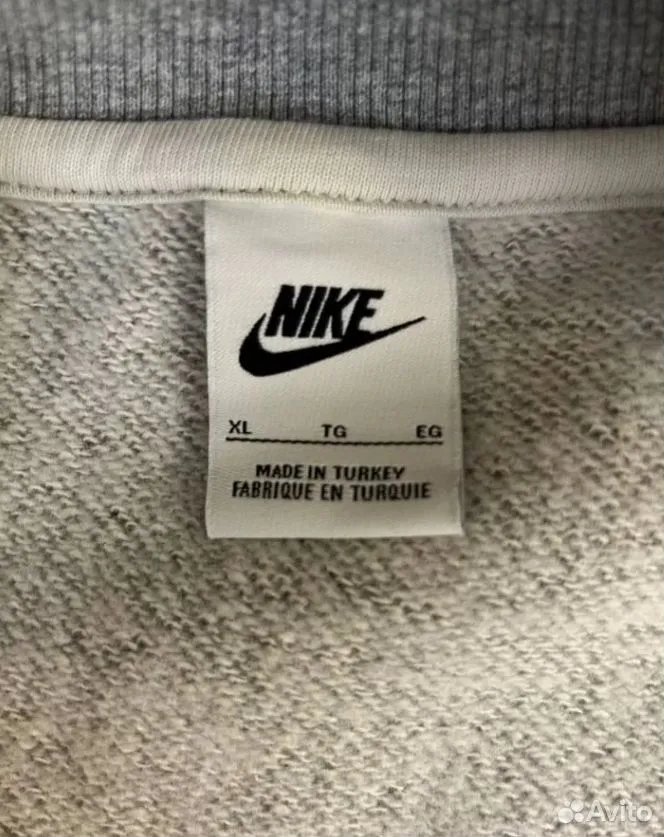 NIKE
XL TG EG
MADE IN TURKEY
FABRIQUE EN TURQUIE
Avito